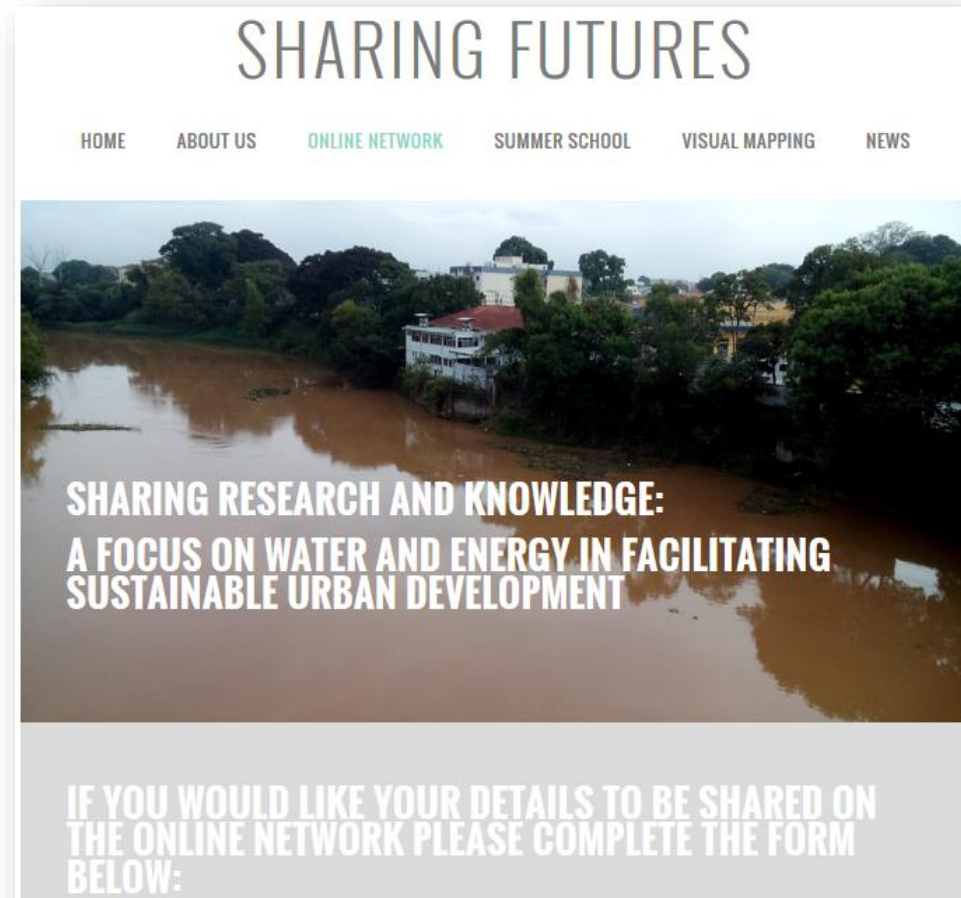 SHARING FUTURES
HOME ABOUT US ONLINE NETWORK SUMMER SCHOOL VISUAL MAPPING NEWS
SHARING RESEARCH AND KNOWLEDGE:
A FOCUS ON WATER AND ENERGY IN FACILITATING
SUSTAINABLE URBAN DEVELOPMENT
IF YOU WOULD LIKE YOUR DETAILS TO BE SHARED ON
THE ONLINE NETWORK PLEASE COMPLETE THE FORM
BELOW: